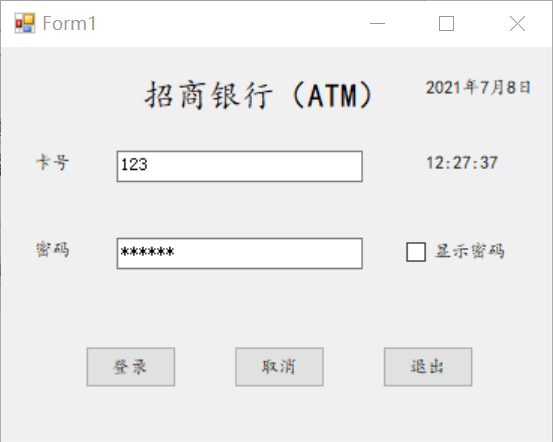 Form1
招商银行（ATM）
2021年7月8日
卡号
123
12:27:37
密码
******
显示密码
登录
取消
退出